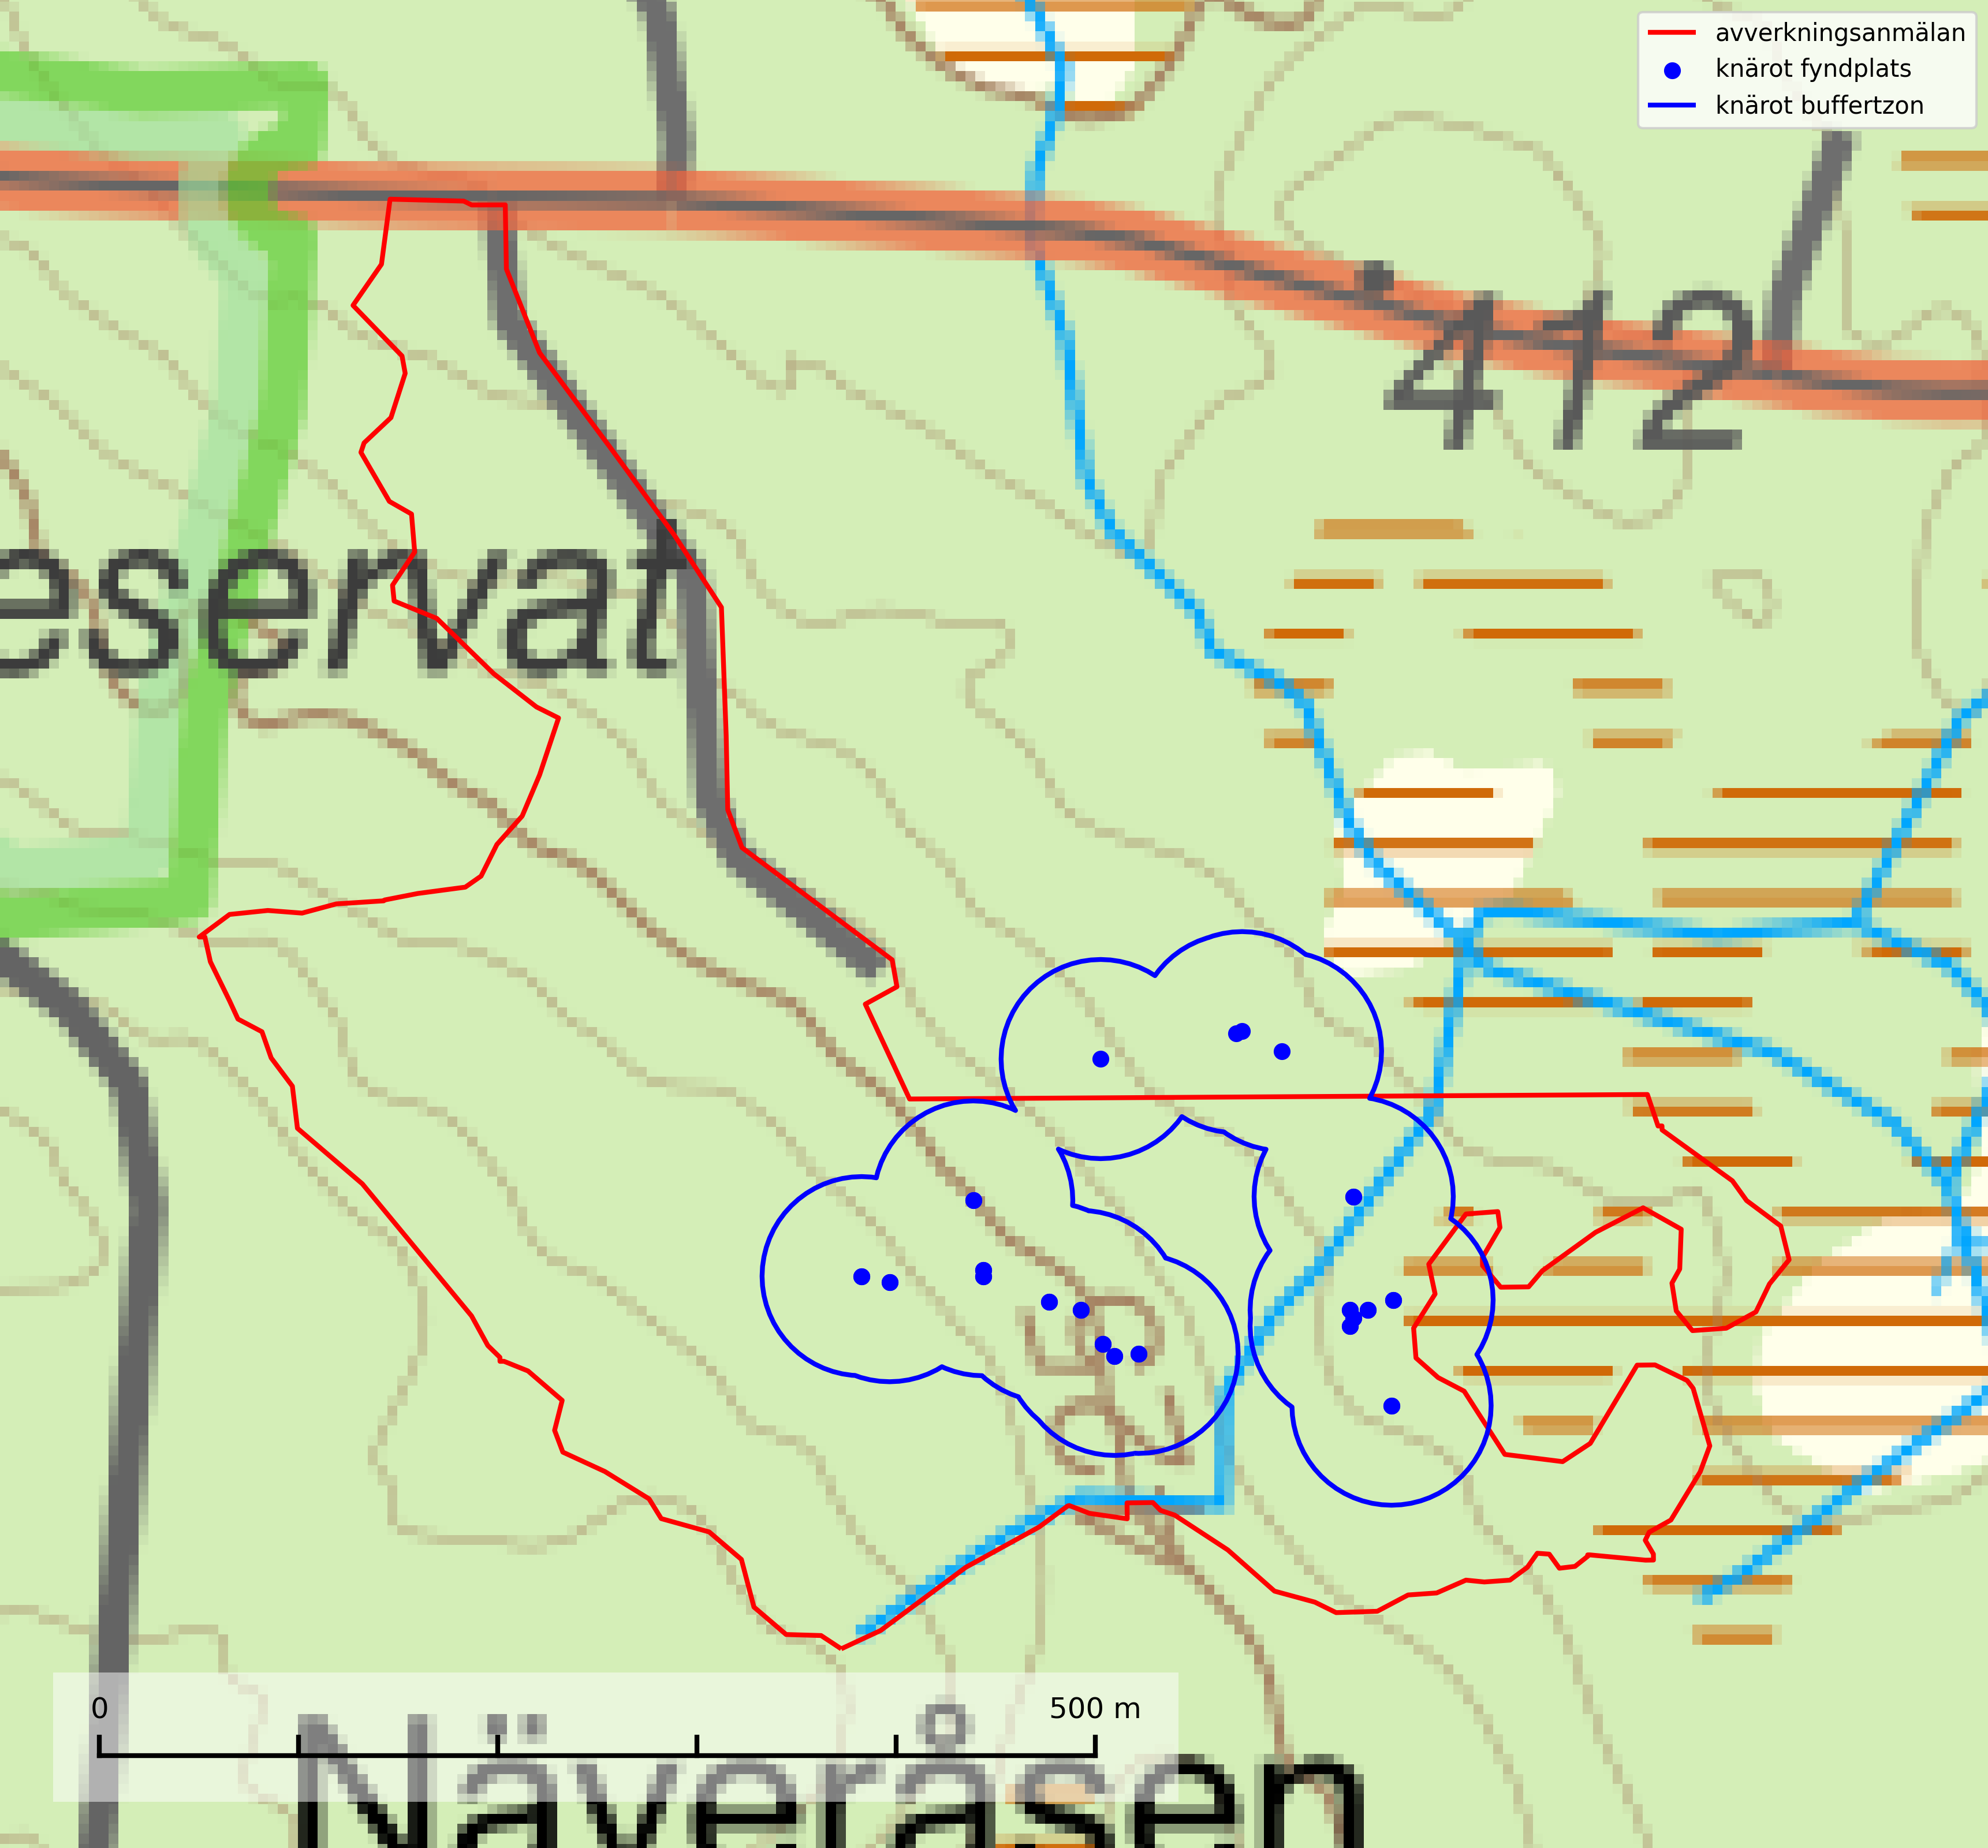 avverkningsanmälan
knärot fyndplats
knärot buffertzon
412
eservat
0 500 m
Näveråsen